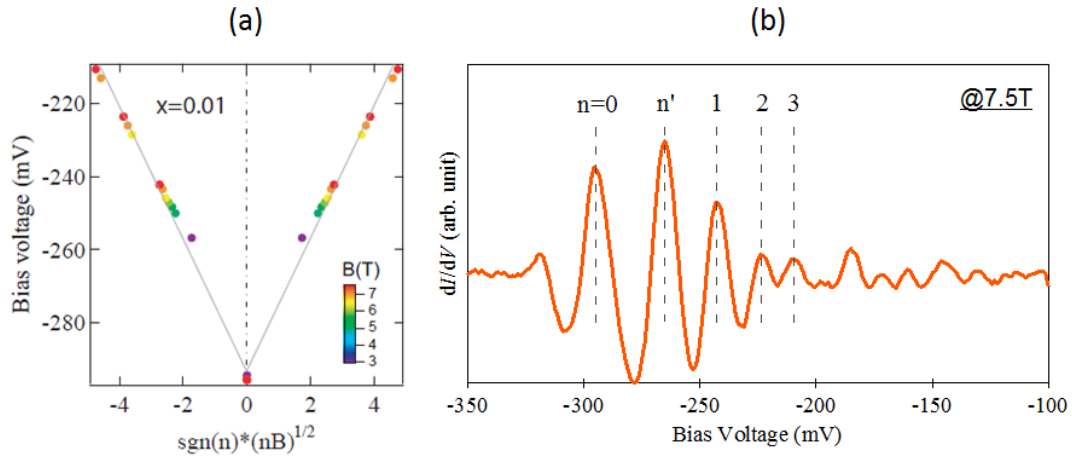 (a)
x=0.01
-220
-240
-260
-280
Bias voltage (mV)
B(T)
7
6
5
4
3
-4 -2 0 2 4
sgn(n)*(nB)1/2
(b)
@7.5T
n=0 n' 1 2 3
dI/dV (arb. unit)
-350 -300 -250 -200 -150 -100
Bias Voltage (mV)